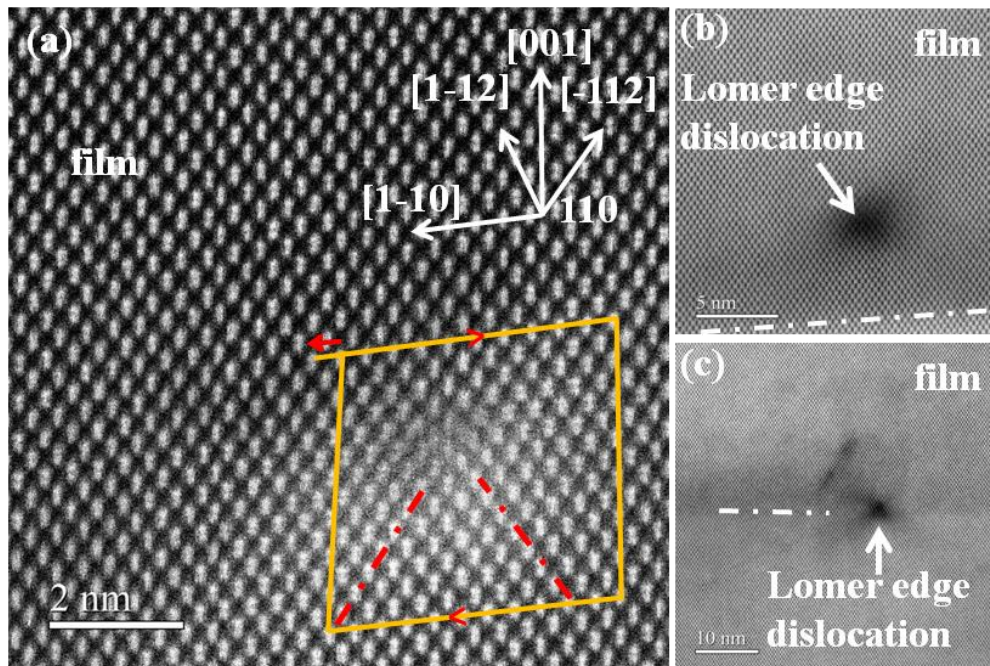 (a)
[001]
[1-12]
[-112]
film
[1-10]
110
2 nm
(b)
film
Lomer edge
dislocation
5 nm
(c)
film
Lomer edge
dislocation
10 nm